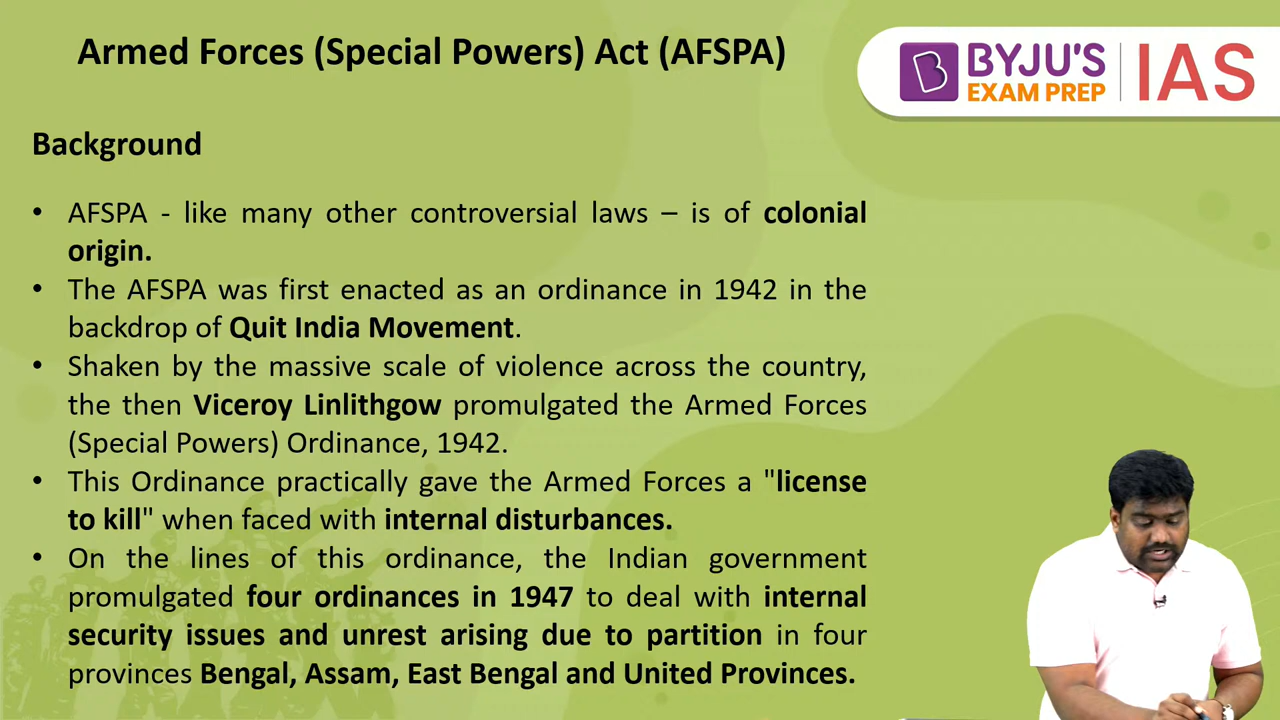 Armed Forces (Special Powers) Act (AFSPA)
BYJU'S
EXAM PREP
IAS
Background
• AFSPA - like many other controversial laws – is of colonial
origin.
• The AFSPA was first enacted as an ordinance in 1942 in the
backdrop of Quit India Movement.
• Shaken by the massive scale of violence across the country,
the then Viceroy Linlithgow promulgated the Armed Forces
(Special Powers) Ordinance, 1942.
• This Ordinance practically gave the Armed Forces a "license
to kill" when faced with internal disturbances.
• On the lines of this ordinance, the Indian government
promulgated four ordinances in 1947 to deal with internal
security issues and unrest arising due to partition in four
provinces Bengal, Assam, East Bengal and United Provinces.